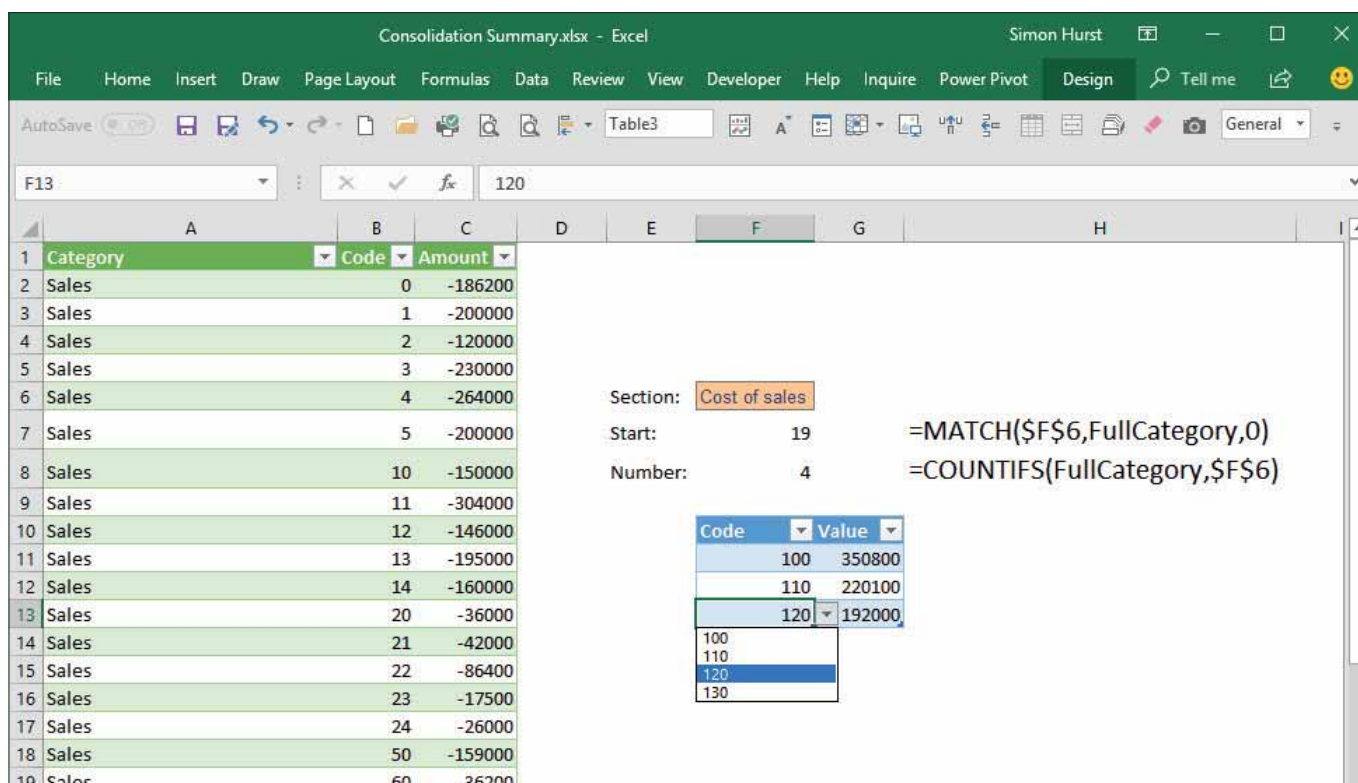 Consolidation Summary.xlsx - Excel
Simon Hurst
File Home Insert Draw Page Layout Formulas Data Review View Developer Help Inquire Power Pivot Design Tell me
AutoSave Off Table3 General
F13 fx 120
A B C D E F G H I
1 Category Code Amount
2 Sales 0 -186200
3 Sales 1 -200000
4 Sales 2 -120000
5 Sales 3 -230000
6 Sales 4 -264000 Section: Cost of sales
7 Sales 5 -200000 Start: 19 =MATCH($F$6,FullCategory,0)
8 Sales 10 -150000 Number: 4 =COUNTIFS(FullCategory,$F$6)
9 Sales 11 -304000
10 Sales 12 -146000 Code Value
11 Sales 13 -195000 100 350800
12 Sales 14 -160000 110 220100
13 Sales 20 -36000 120 192000
14 Sales 21 -42000 100
110
15 Sales 22 -86400 120
16 Sales 23 -17500 130
17 Sales 24 -26000
18 Sales 50 -159000
19 Sales 60 36200